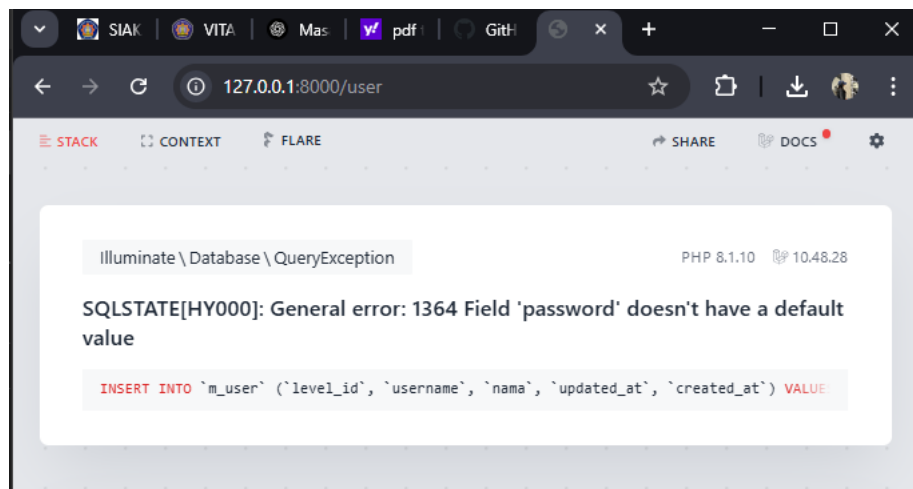 SIAK VITA Mas pdf GitH
127.0.0.1:8000/user
STACK CONTEXT FLARE SHARE DOCS
Illuminate \ Database \ QueryException PHP 8.1.10 10.48.28
SQLSTATE[HY000]: General error: 1364 Field 'password' doesn't have a default
value
INSERT INTO `m_user` (`level_id`, `username`, `nama`, `updated_at`, `created_at`) VALUE